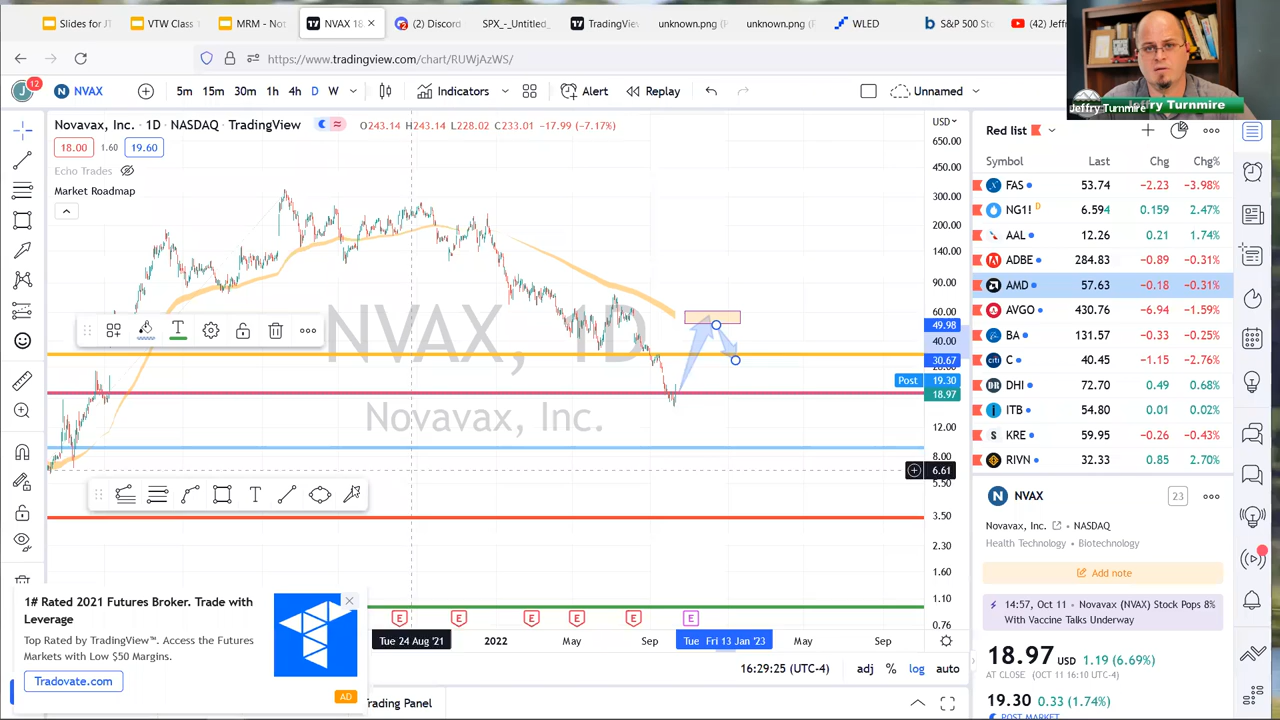 Slides for JT
VTW Class
MRM - Not
NVAX 18
(2) Discord
SPX_-_Untitled_
TradingView
unknown.png
unknown.png
WLED
S&P 500 St
(42) Jeffr
https://www.tradingview.com/chart/RUWjAzWS/
Jeffry Turnmire
Jeffry Turnmire
J
12
NVAX
5m 15m 30m 1h 4h D W
Indicators
Alert
Replay
Unnamed
Novavax, Inc. • 1D • NASDAQ • TradingView
O243.14 H243.14 L228.02 C233.01 −17.99 (−7.17%)
18.00 1.60 19.60
Echo Trades
Market Roadmap
NVAX, 1D
Novavax, Inc.
USD
650.00
450.00
300.00
200.00
140.00
90.00
60.00
49.98
40.00
30.67
Post 19.30
18.97
12.00
8.00
6.61
5.50
3.50
2.30
1.60
1.10
0.76
E E E E E E
Tue 24 Aug '21
2022
May
Sep
Tue
Fri 13 Jan '23
May
Sep
1# Rated 2021 Futures Broker. Trade with
Leverage
Top Rated by TradingView™. Access the Futures
Markets with Low $50 Margins.
Tradovate.com
AD
16:29:25 (UTC-4)
adj % log auto
rading Panel
Red list
Symbol Last Chg Chg%
FAS 53.74 −2.23 −3.98%
NG1! D 6.594 0.159 2.47%
AAL 12.26 0.21 1.74%
ADBE 284.83 −0.89 −0.31%
AMD 57.63 −0.18 −0.31%
AVGO 430.76 −6.94 −1.59%
BA 131.57 −0.33 −0.25%
C 40.45 −1.15 −2.76%
DHI 72.70 0.49 0.68%
ITB 54.80 0.01 0.02%
KRE 59.95 −0.26 −0.43%
RIVN 32.33 0.85 2.70%
NVAX
23
Novavax, Inc. • NASDAQ
Health Technology • Biotechnology
Add note
14:57, Oct 11 • Novavax (NVAX) Stock Pops 8%
With Vaccine Talks Underway
18.97 USD 1.19 (6.69%)
AT CLOSE (OCT 11 16:10 UTC-4)
19.30 0.33 (1.74%)
POST MARKET